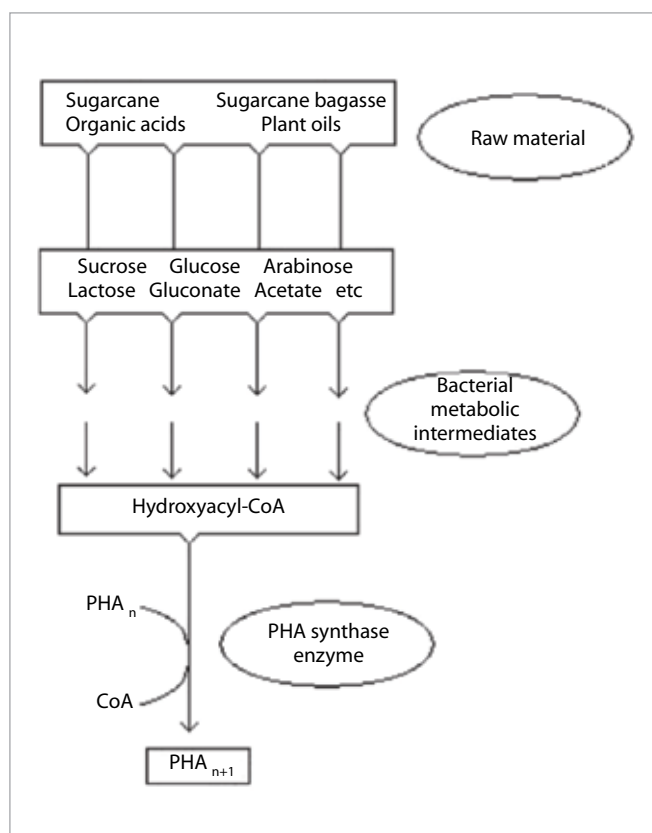 Sugarcane Sugarcane bagasse
Organic acids Plant oils
Raw material
Sucrose Glucose Arabinose
Lactose Gluconate Acetate etc
Bacterial
metabolic
intermediates
Hydroxyacyl-CoA
PHA n
PHA synthase
enzyme
CoA
PHA n+1